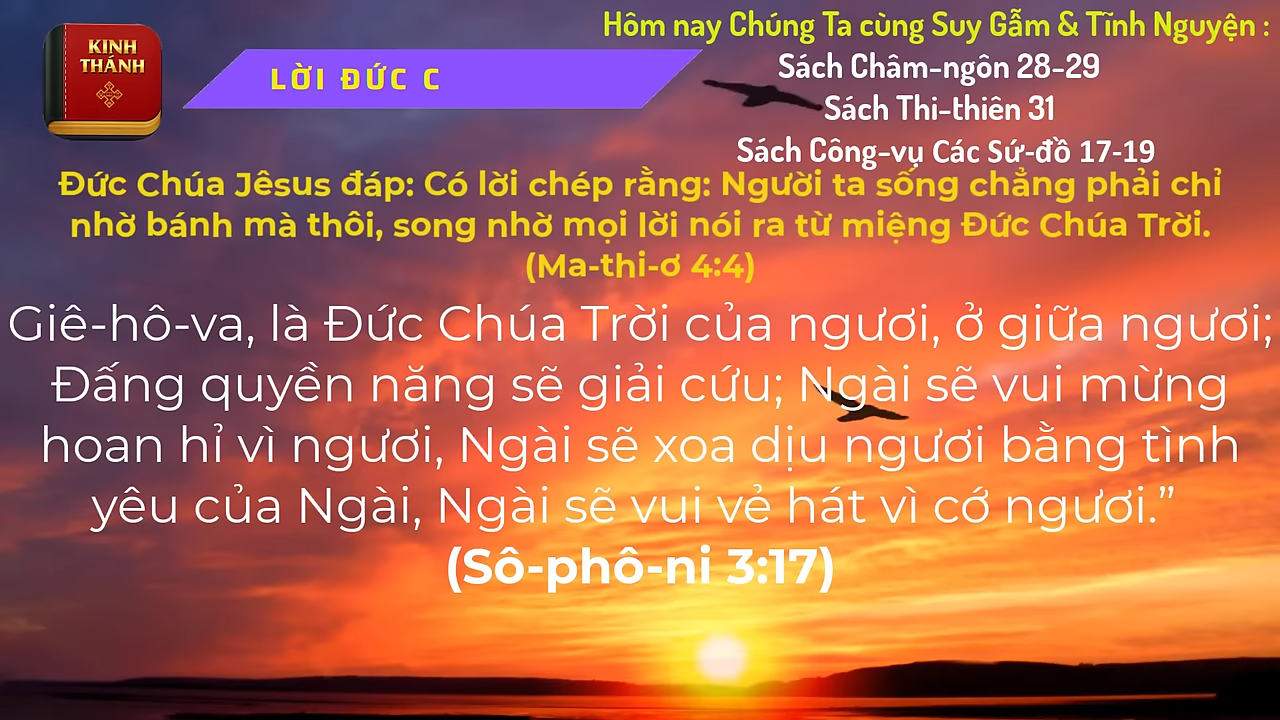 KINH
THÁNH
LỜI ĐỨC C
Hôm nay Chúng Ta cùng Suy Gẫm & Tĩnh Nguyện :
Sách Châm-ngôn 28-29
Sách Thi-thiên 31
Sách Công-vụ Các Sứ-đồ 17-19
Đức Chúa Jêsus đáp: Có lời chép rằng: Người ta sống chẳng phải chỉ
nhờ bánh mà thôi, song nhờ mọi lời nói ra từ miệng Đức Chúa Trời.
(Ma-thi-ơ 4:4)
Giê-hô-va, là Đức Chúa Trời của ngươi, ở giữa ngươi;
Đấng quyền năng sẽ giải cứu; Ngài sẽ vui mừng
hoan hỉ vì ngươi, Ngài sẽ xoa dịu ngươi bằng tình
yêu của Ngài, Ngài sẽ vui vẻ hát vì cớ ngươi.”
(Sô-phô-ni 3:17)